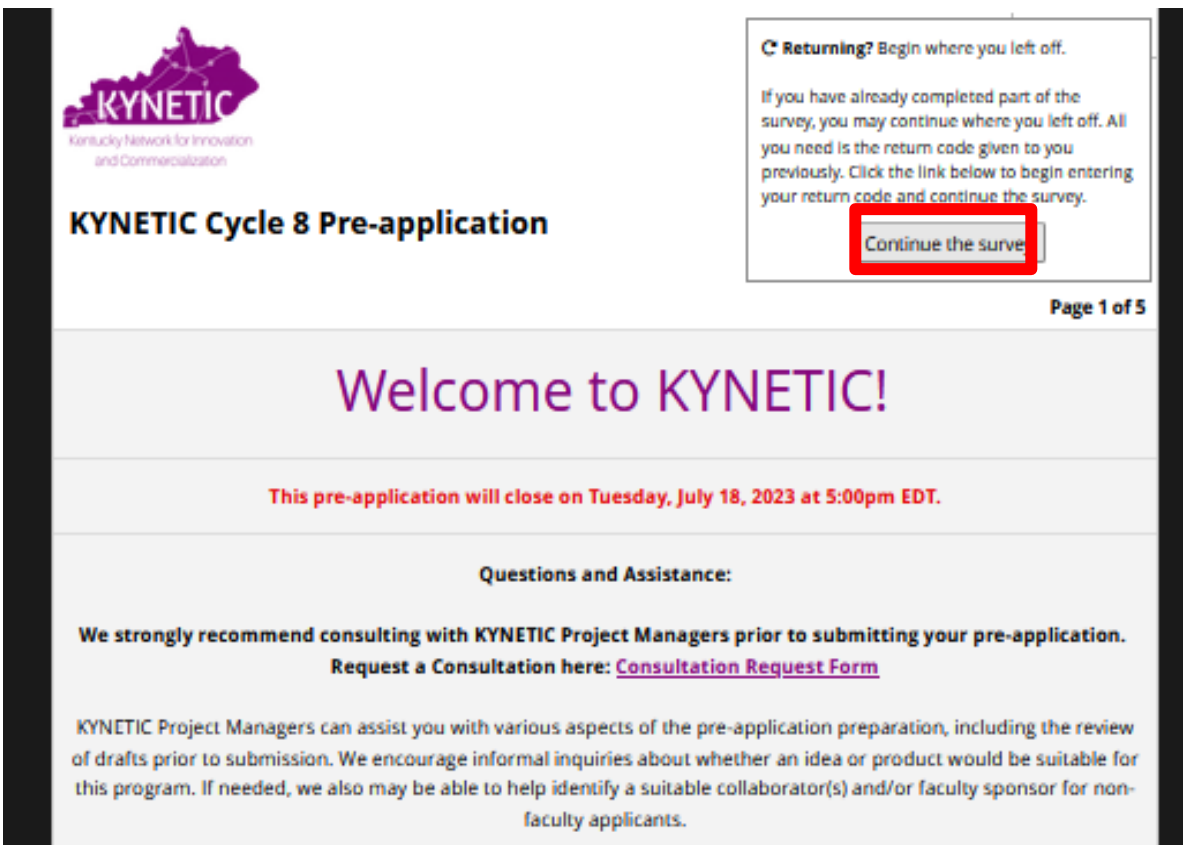 KYNETIC
Kentucky Network for Innovation
and Commercialization
KYNETIC Cycle 8 Pre-application
Returning? Begin where you left off.
If you have already completed part of the
survey, you may continue where you left off. All
you need is the return code given to you
previously. Click the link below to begin entering
your return code and continue the survey.
Continue the survey
Page 1 of 5
Welcome to KYNETIC!
This pre-application will close on Tuesday, July 18, 2023 at 5:00pm EDT.
Questions and Assistance:
We strongly recommend consulting with KYNETIC Project Managers prior to submitting your pre-application.
Request a Consultation here: Consultation Request Form
KYNETIC Project Managers can assist you with various aspects of the pre-application preparation, including the review
of drafts prior to submission. We encourage informal inquiries about whether an idea or product would be suitable for
this program. If needed, we also may be able to help identify a suitable collaborator(s) and/or faculty sponsor for non-
faculty applicants.